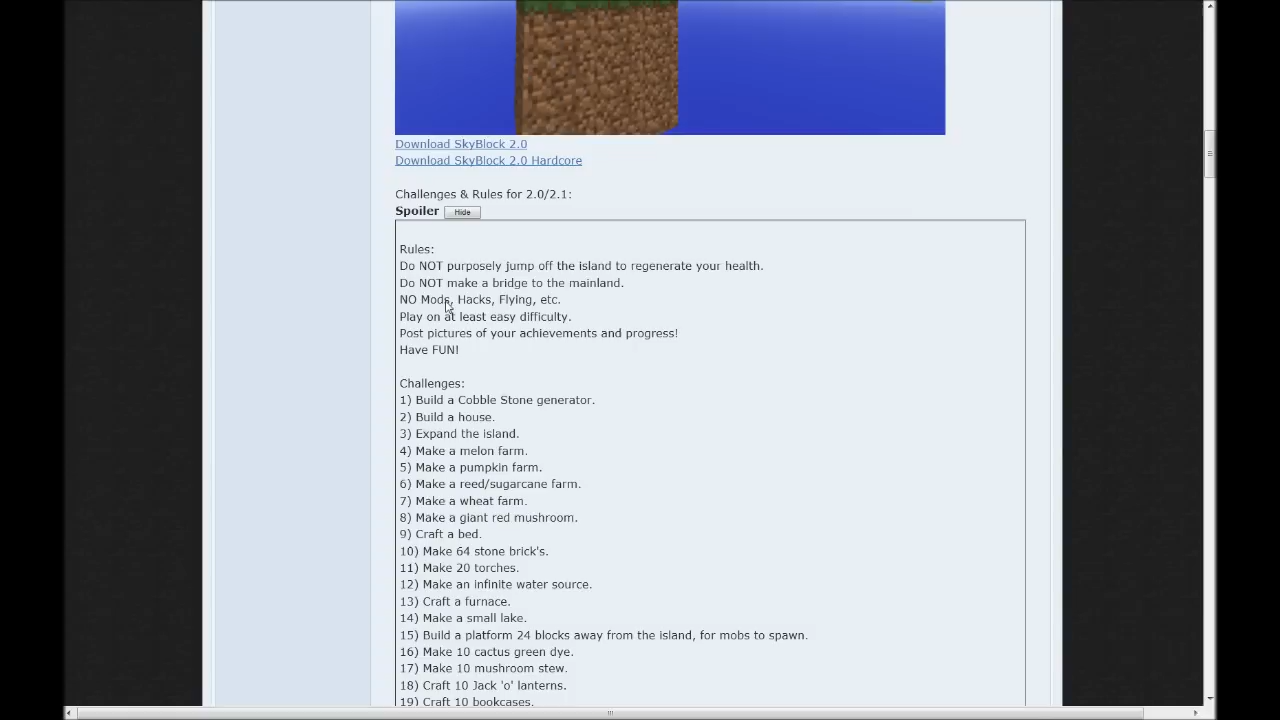 Download SkyBlock 2.0
Download SkyBlock 2.0 Hardcore
Challenges & Rules for 2.0/2.1:
Spoiler Hide
Rules:
Do NOT purposely jump off the island to regenerate your health.
Do NOT make a bridge to the mainland.
NO Mods, Hacks, Flying, etc.
Play on at least easy difficulty.
Post pictures of your achievements and progress!
Have FUN!
Challenges:
1) Build a Cobble Stone generator.
2) Build a house.
3) Expand the island.
4) Make a melon farm.
5) Make a pumpkin farm.
6) Make a reed/sugarcane farm.
7) Make a wheat farm.
8) Make a giant red mushroom.
9) Craft a bed.
10) Make 64 stone brick's.
11) Make 20 torches.
12) Make an infinite water source.
13) Craft a furnace.
14) Make a small lake.
15) Build a platform 24 blocks away from the island, for mobs to spawn.
16) Make 10 cactus green dye.
17) Make 10 mushroom stew.
18) Craft 10 Jack 'o' lanterns.
19) Craft 10 bookcases.